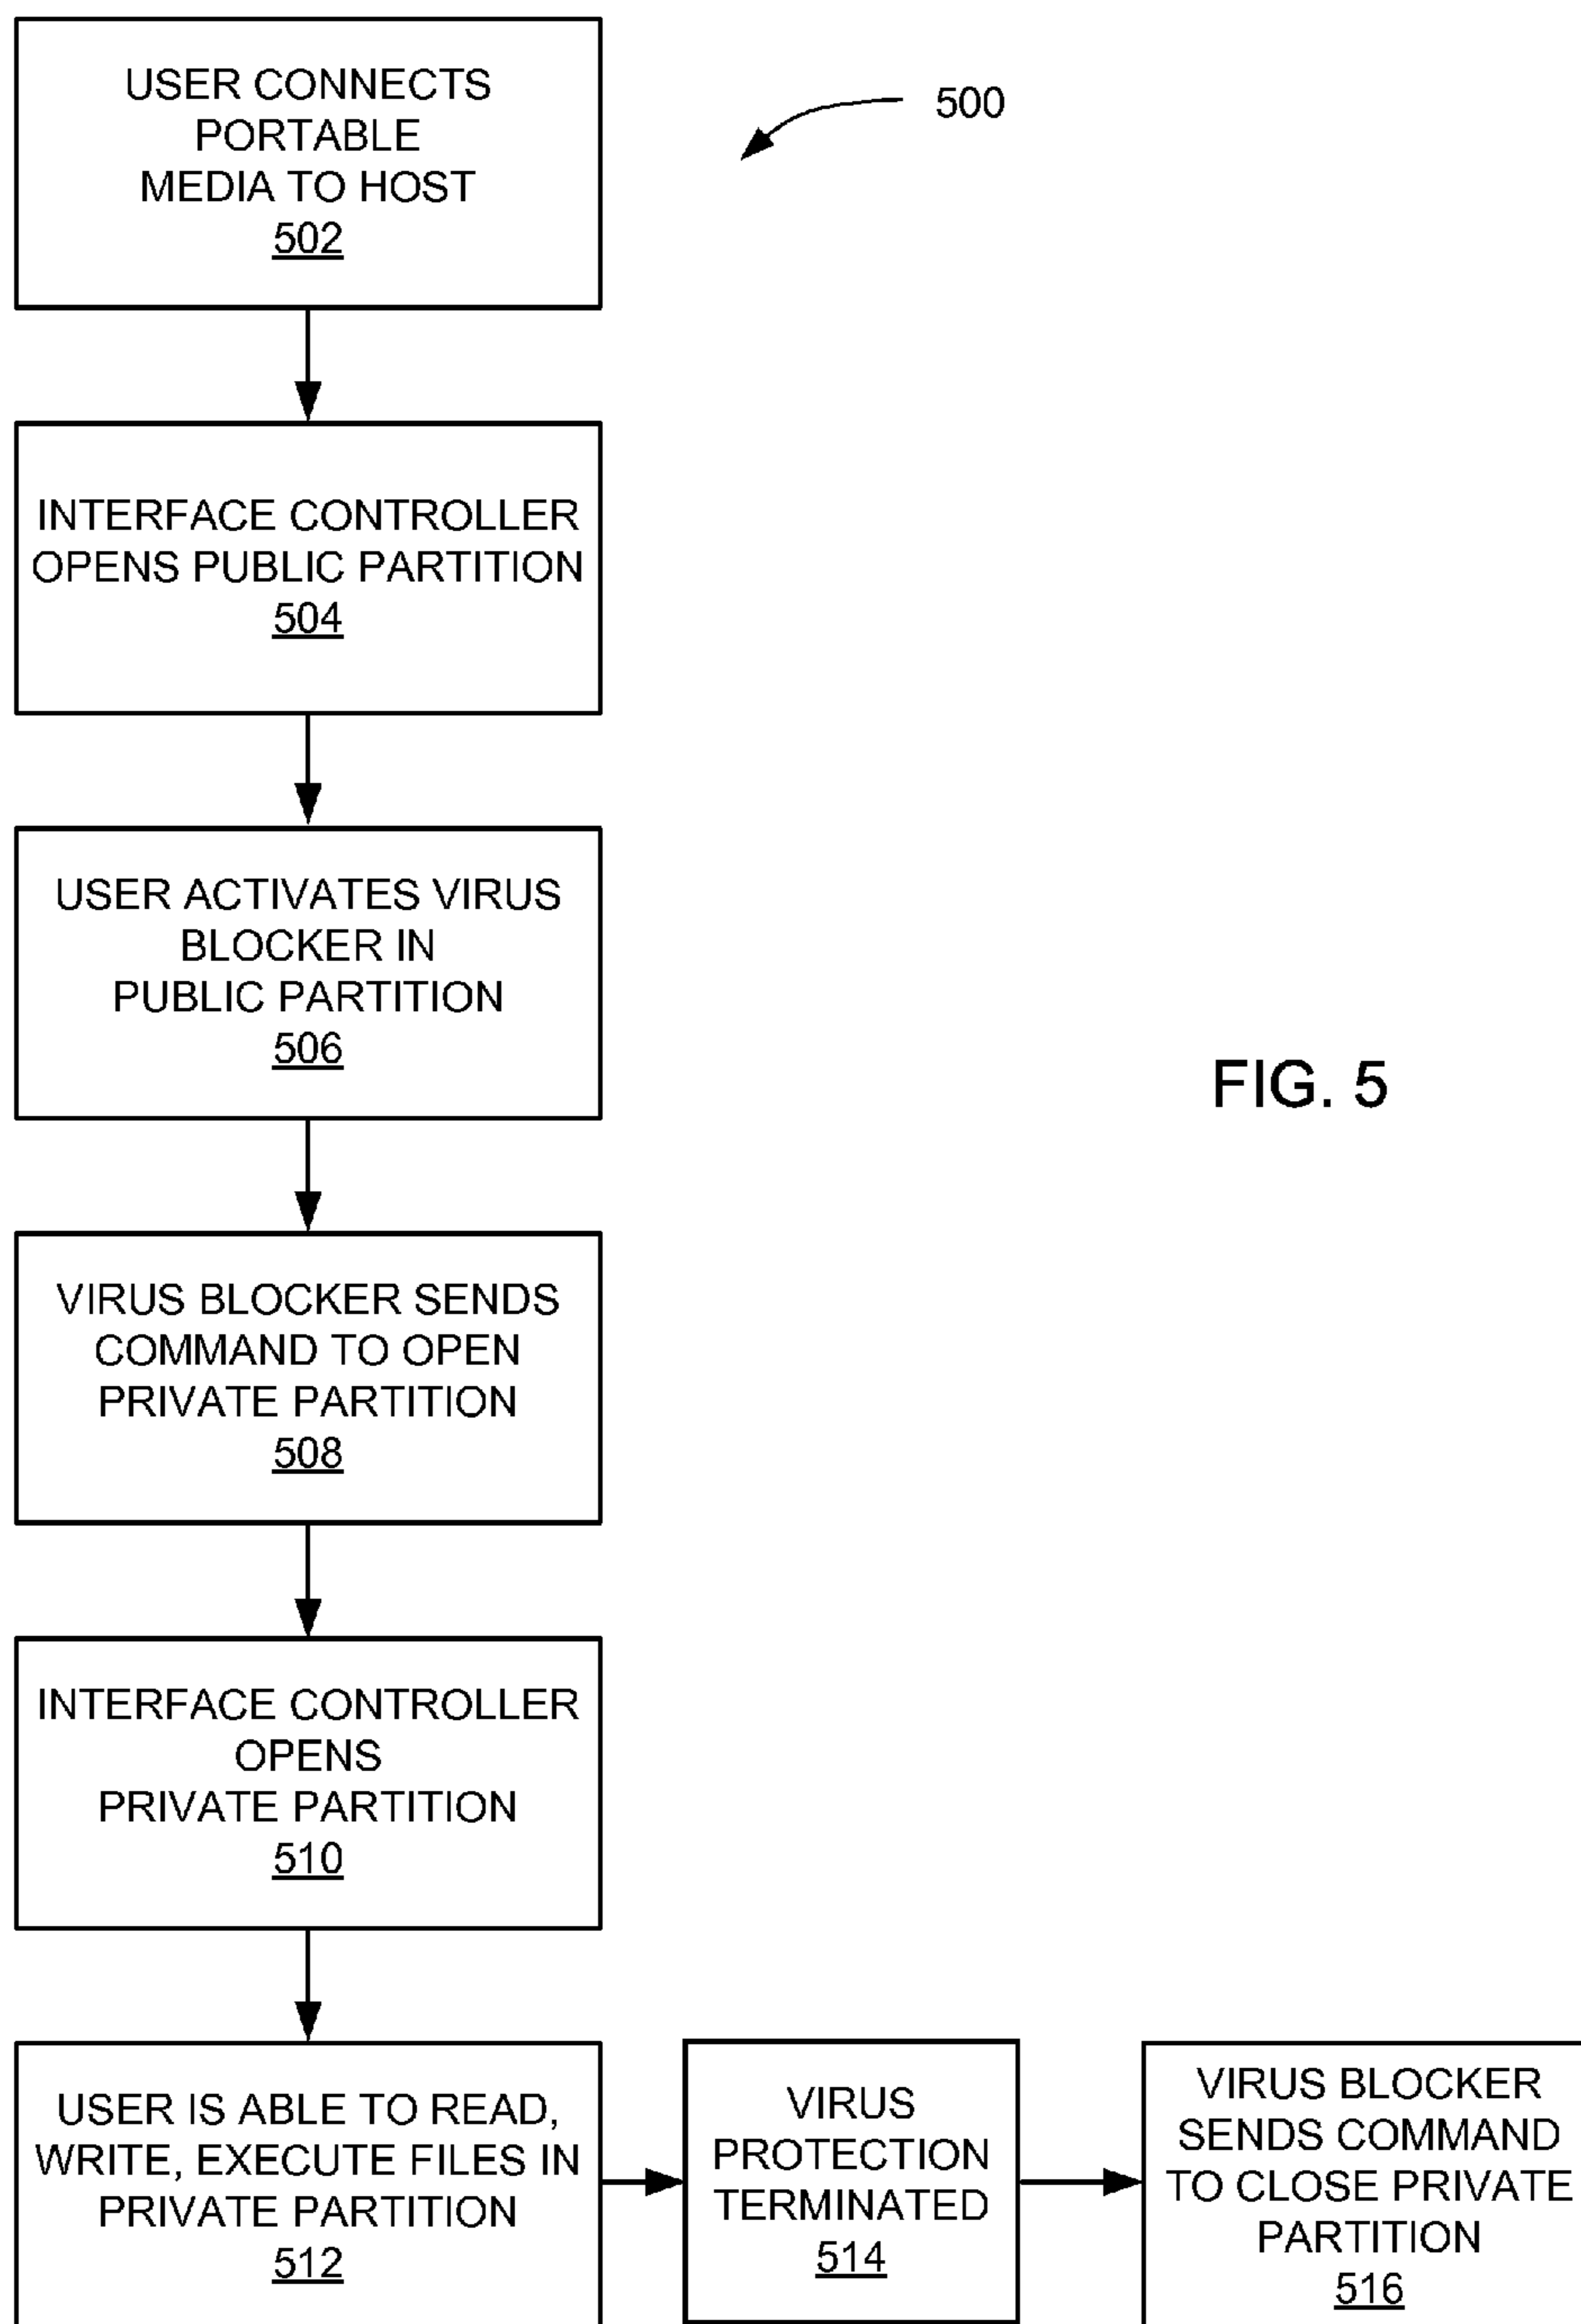 USER CONNECTS
PORTABLE
MEDIA TO HOST
502
500
INTERFACE CONTROLLER
OPENS PUBLIC PARTITION
504
USER ACTIVATES VIRUS
BLOCKER IN
PUBLIC PARTITION
506
FIG. 5
VIRUS BLOCKER SENDS
COMMAND TO OPEN
PRIVATE PARTITION
508
INTERFACE CONTROLLER
OPENS
PRIVATE PARTITION
510
USER IS ABLE TO READ,
WRITE, EXECUTE FILES IN
PRIVATE PARTITION
512
VIRUS
PROTECTION
TERMINATED
514
VIRUS BLOCKER
SENDS COMMAND
TO CLOSE PRIVATE
PARTITION
516